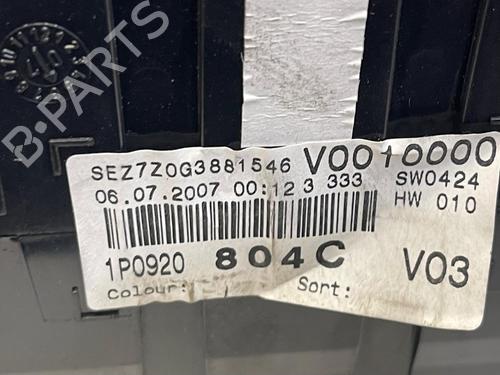 B-PARTS
SEZ7Z0G3881546 V0010000
06.07.2007 00:12 3 333 SW0424
HW 010
1P0920 804C V03
Colour: Sort: